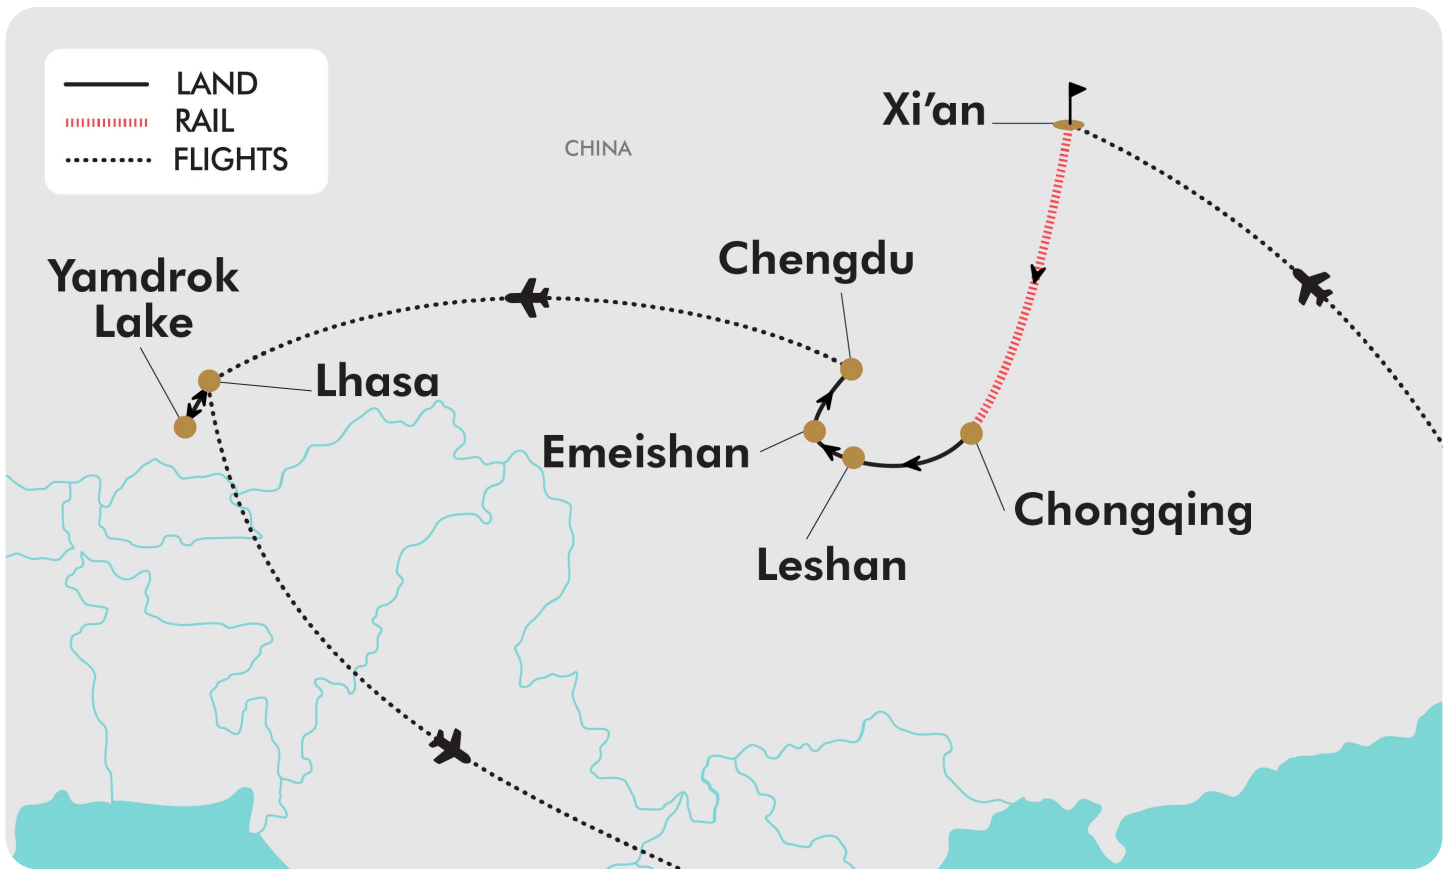 LAND
RAIL
FLIGHTS
CHINA
Xi’an
Chengdu
Yamdrok
Lake
Lhasa
Emeishan
Chongqing
Leshan